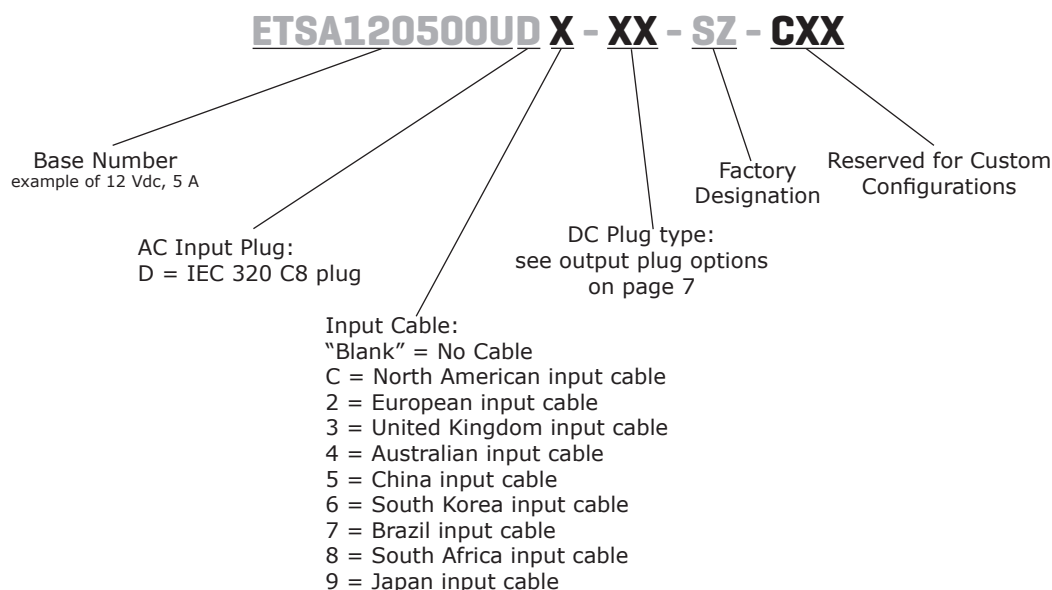 ETSA120500UD X - XX - SZ - CXX
Base Number
example of 12 Vdc, 5 A
AC Input Plug:
D = IEC 320 C8 plug
Input Cable:
“Blank” = No Cable
C = North American input cable
2 = European input cable
3 = United Kingdom input cable
4 = Australian input cable
5 = China input cable
6 = South Korea input cable
7 = Brazil input cable
8 = South Africa input cable
9 = Japan input cable
DC Plug type:
see output plug options
on page 7
Factory
Designation
Reserved for Custom
Configurations